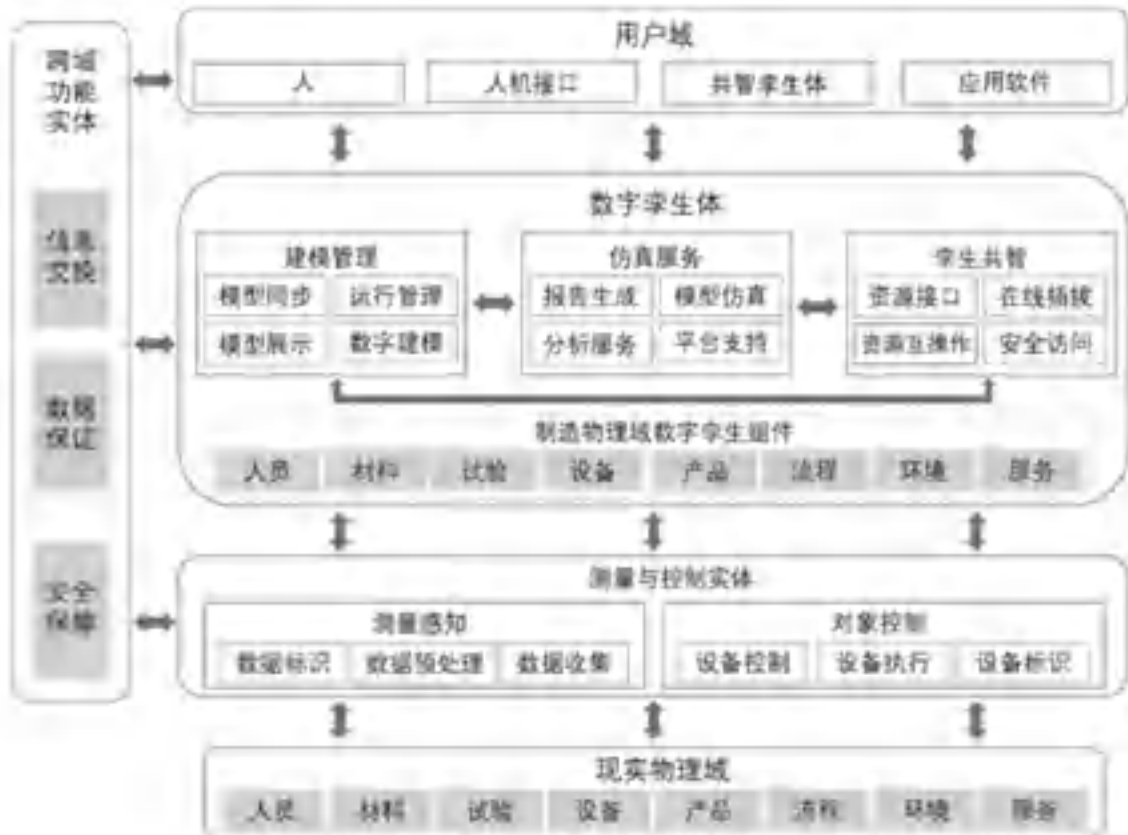 跨域
功能
实体
信息
交换
数据
保证
安全
保障
用户域
人 人机接口 共智孪生体 应用软件
数字孪生体
建模管理 仿真服务 孪生共智
模型同步 运行管理 报告生成 模型仿真 资源接口 在线插拔
模型展示 数字建模 分析服务 平台支持 资源互操作 安全访问
制造物理域数字孪生组件
人员 材料 试验 设备 产品 流程 环境 服务
测量与控制实体
测量感知 对象控制
数据标识 数据预处理 数据收集 设备控制 设备执行 设备标识
现实物理域
人员 材料 试验 设备 产品 流程 环境 服务